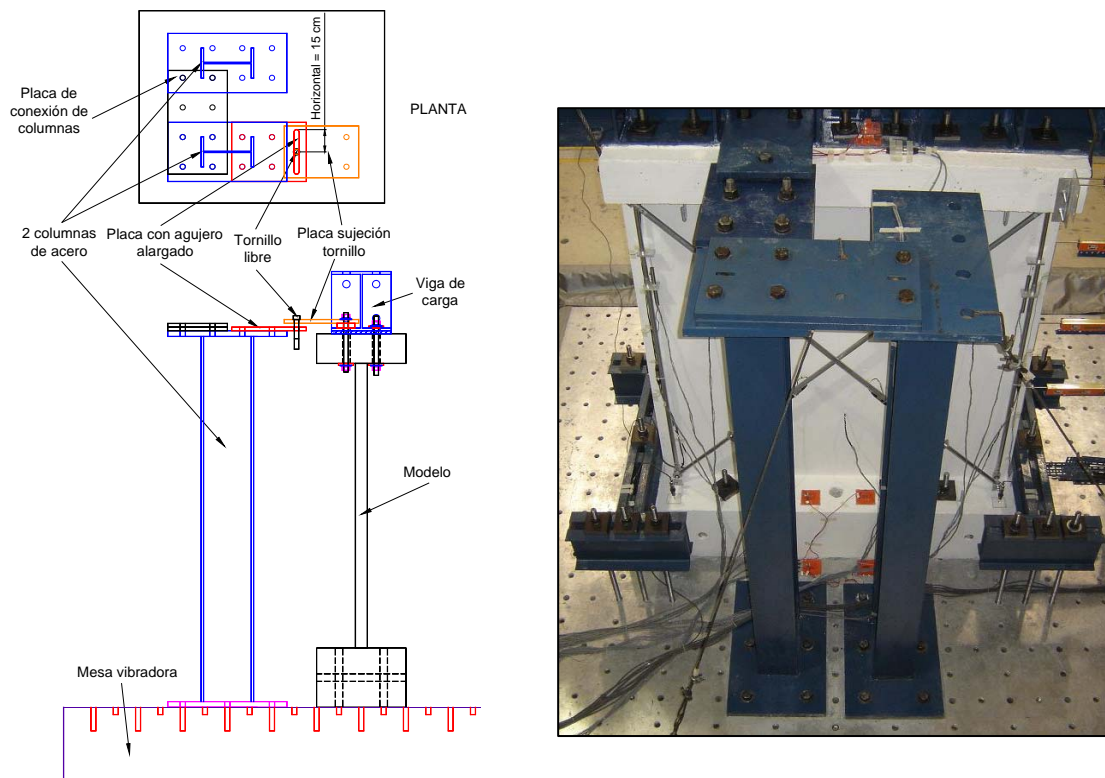 Horizontal = 15 cm
Placa de
conexión de
columnas
PLANTA
2 columnas
de acero
Placa con agujero
alargado
Tornillo
libre
Placa sujeción
tornillo
Viga de
carga
Modelo
Mesa vibradora